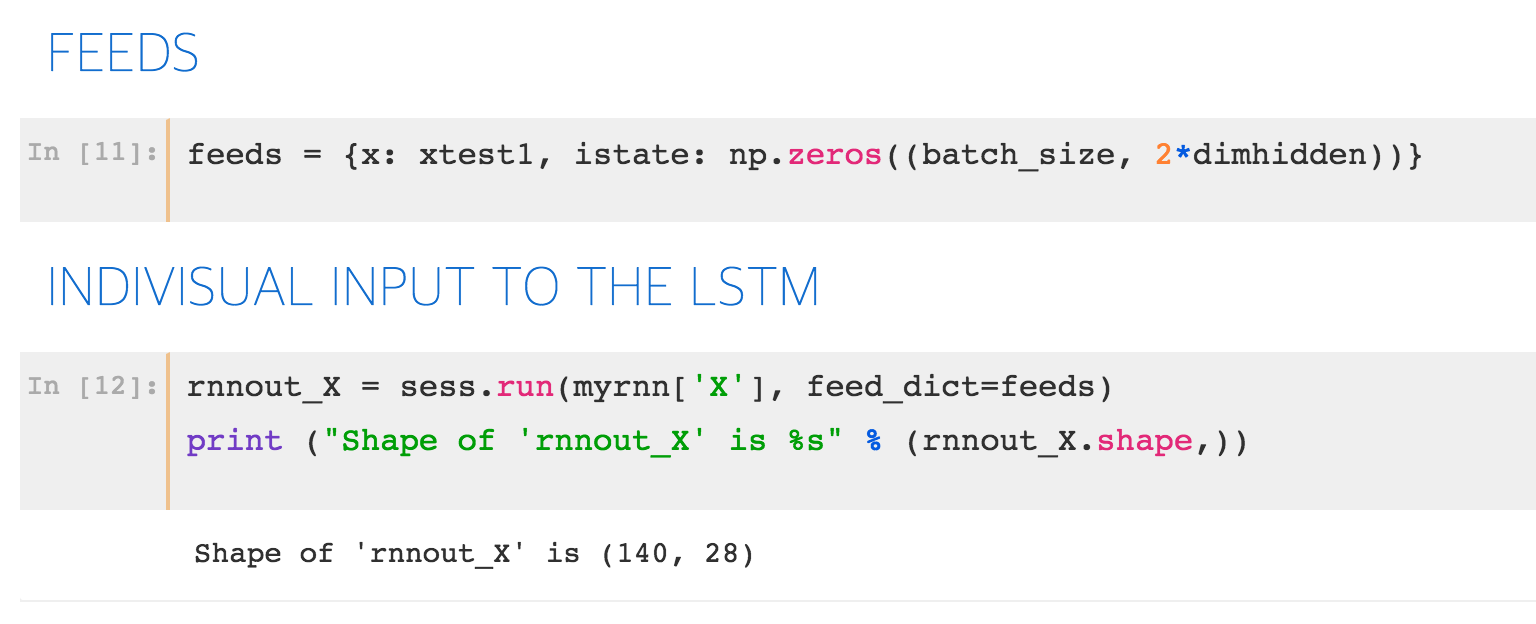 FEEDS
In [11]: feeds = {x: xtest1, istate: np.zeros((batch_size, 2*dimhidden))}
INDIVISUAL INPUT TO THE LSTM
In [12]: rnnout_X = sess.run(myrnn['X'], feed_dict=feeds)
print ("Shape of 'rnnout_X' is %s" % (rnnout_X.shape,))
Shape of 'rnnout_X' is (140, 28)